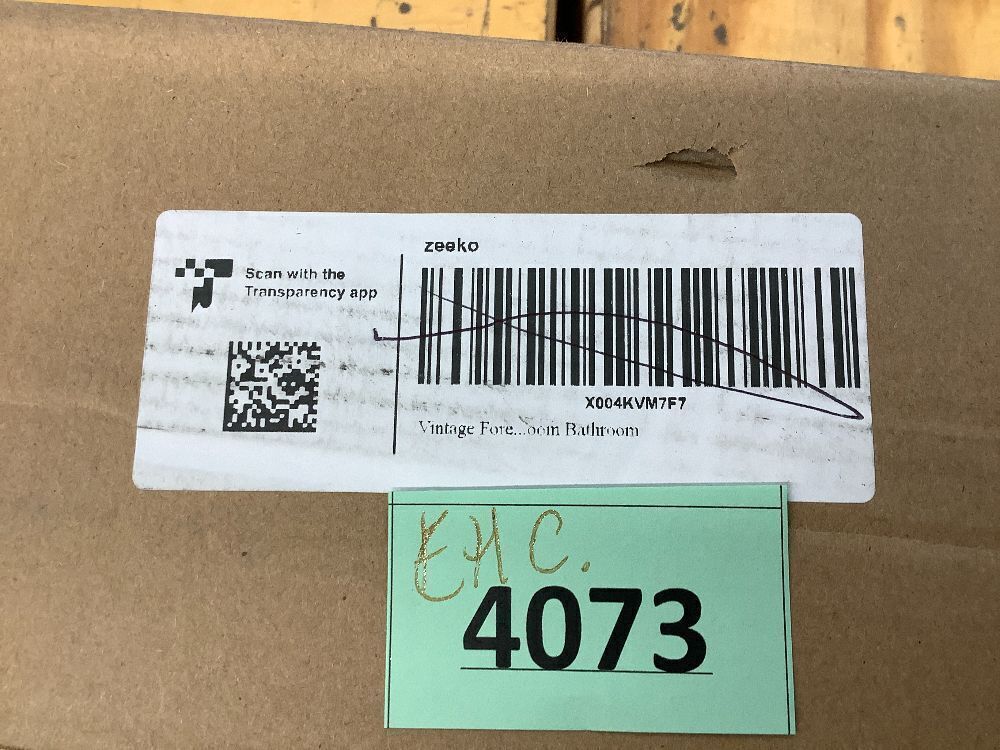 zeeko
Scan with the
Transparency app
X004KVM7F7
Vintage Fore...oom Bathroom
EHC.
4073